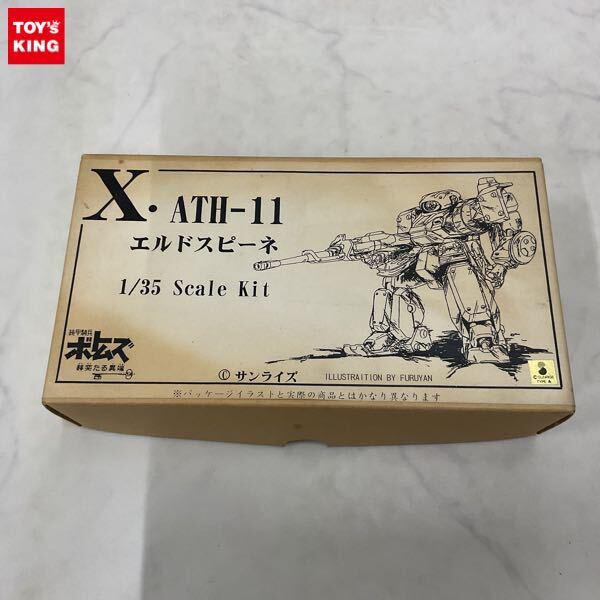 TOY's
KING
X・ATH-11
エルドスピーネ
1/35 Scale Kit
装甲騎兵
ボトムズ
赫奕たる異端
©サンライズ
ILLUSTRAITION BY FURUYAN
※パッケージイラストと実際の商品とはかなり異なります